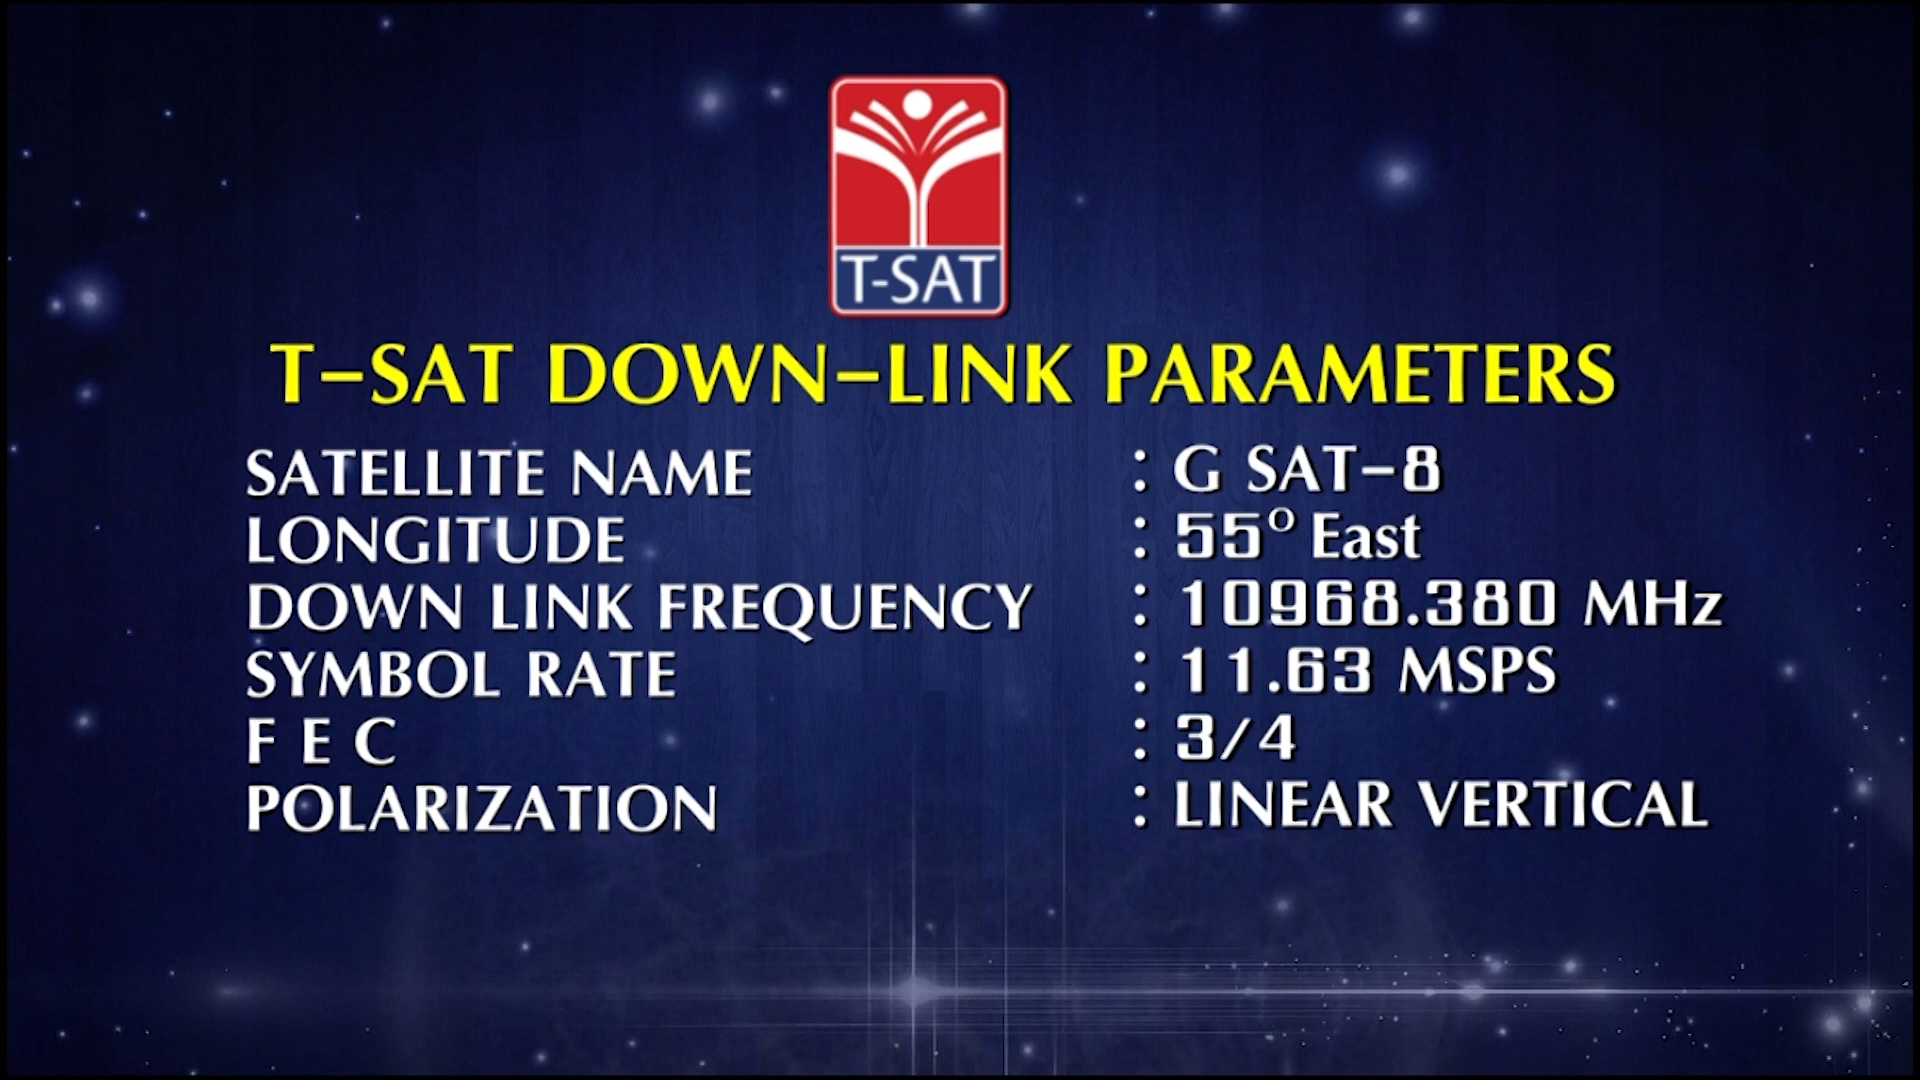 T-SAT
T-SAT DOWN-LINK PARAMETERS
SATELLITE NAME : G SAT-8
LONGITUDE : 55° East
DOWN LINK FREQUENCY : 10968.380 MHz
SYMBOL RATE : 11.63 MSPS
F E C : 3/4
POLARIZATION : LINEAR VERTICAL